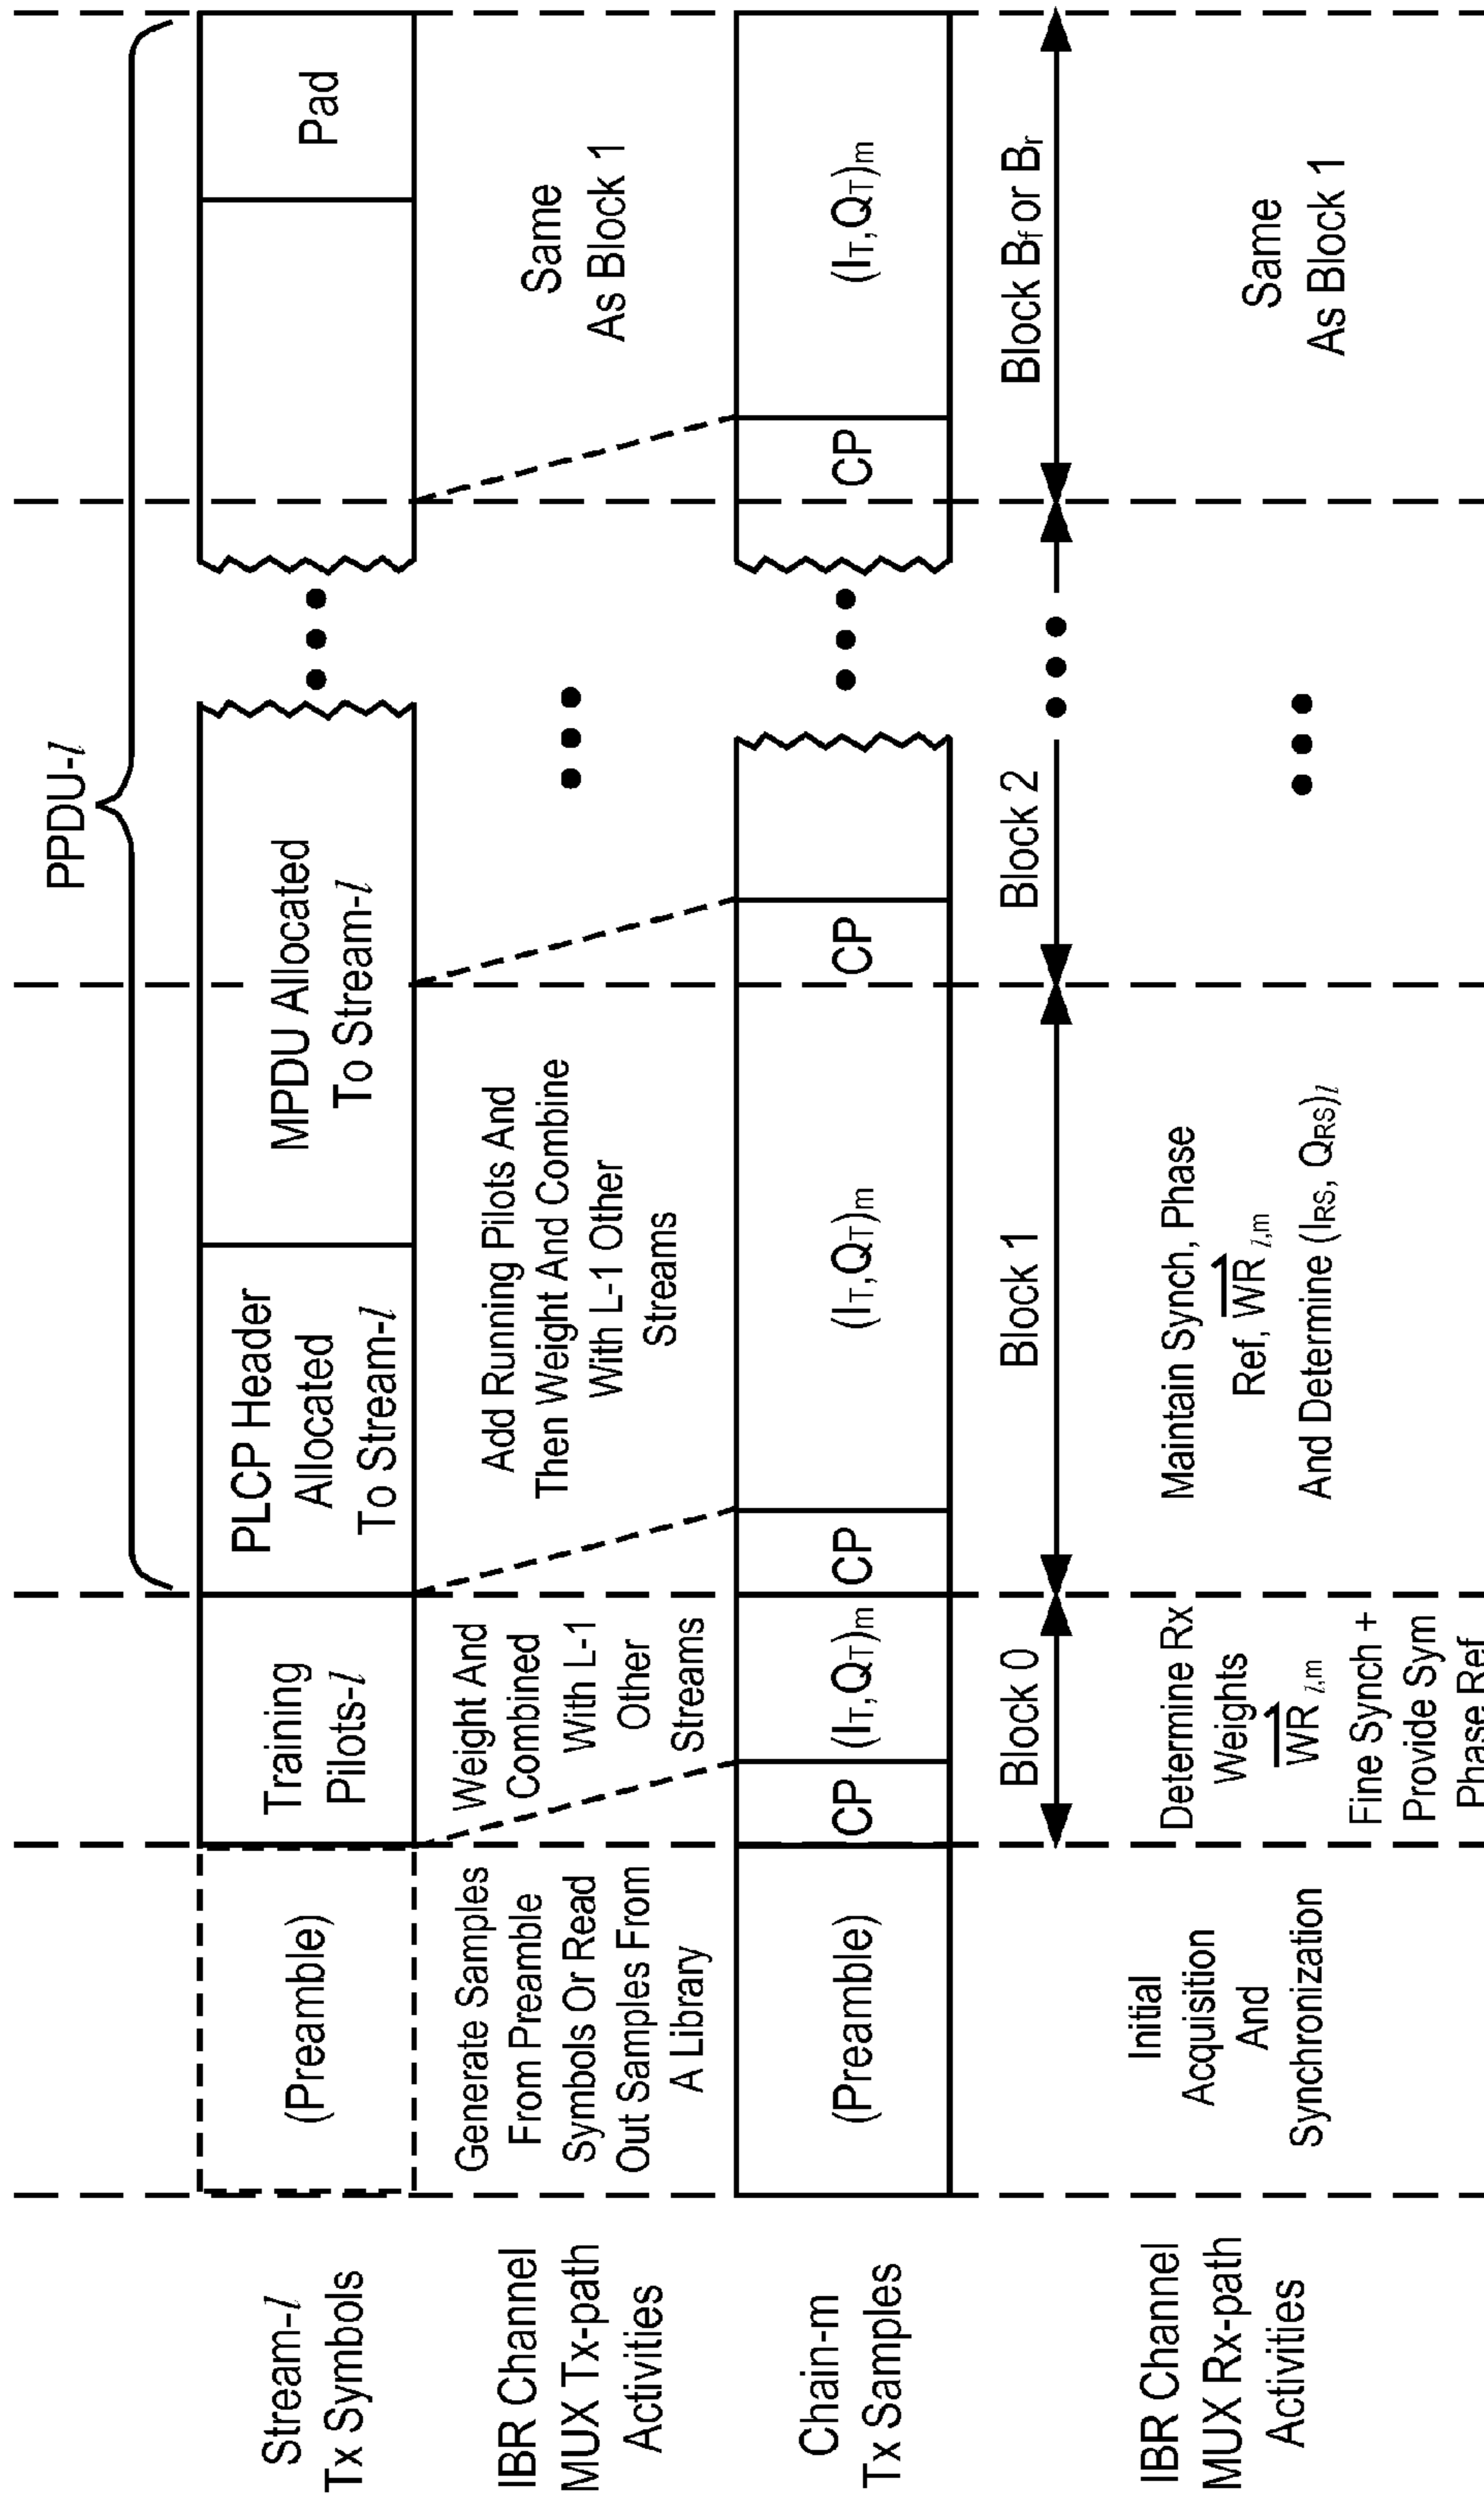 PPDU-l
Stream-l
Tx Symbols
(Preamble)
Training
Pilots-l
PLCP Header
Allocated
To Stream-l
MPDU Allocated
To Stream-l
Pad
IBR Channel
MUX Tx-path
Activities
Generate Samples
From Preamble
Symbols Or Read
Out Samples From
A Library
Weight And
Combined
With L-1
Other
Streams
Add Running Pilots And
Then Weight And Combine
With L-1 Other
Streams
Same
As Block 1
Chain-m
Tx Samples
(Preamble)
CP
(IT,QT)m
CP
(IT,QT)m
CP
CP
(IT,QT)m
Block 0
Block 1
Block 2
Block Bf or Br
IBR Channel
MUX Rx-path
Activities
Initial
Acquisition
And
Synchronization
Determine Rx
Weights
WR l,m
Fine Synch +
Provide Sym
Phase Ref
Maintain Synch, Phase
Ref, WR l,m
And Determine (IRS, QRS)l
Same
As Block 1